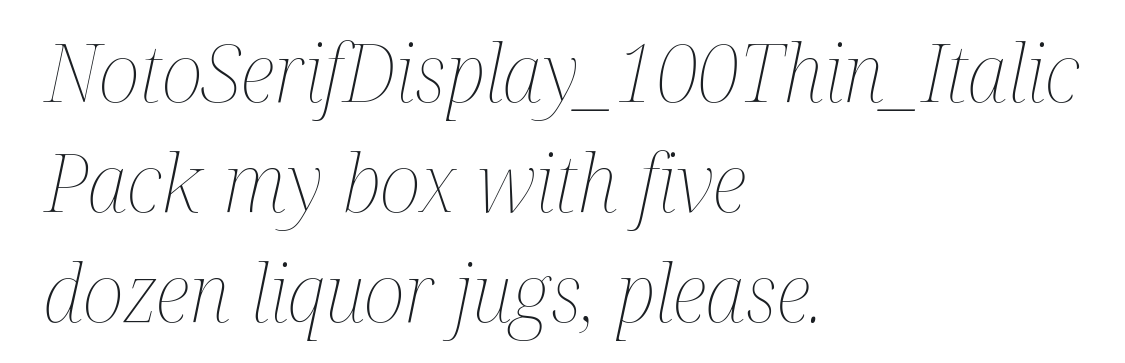 NotoSerifDisplay_100Thin_Italic
Pack my box with five
dozen liquor jugs, please.